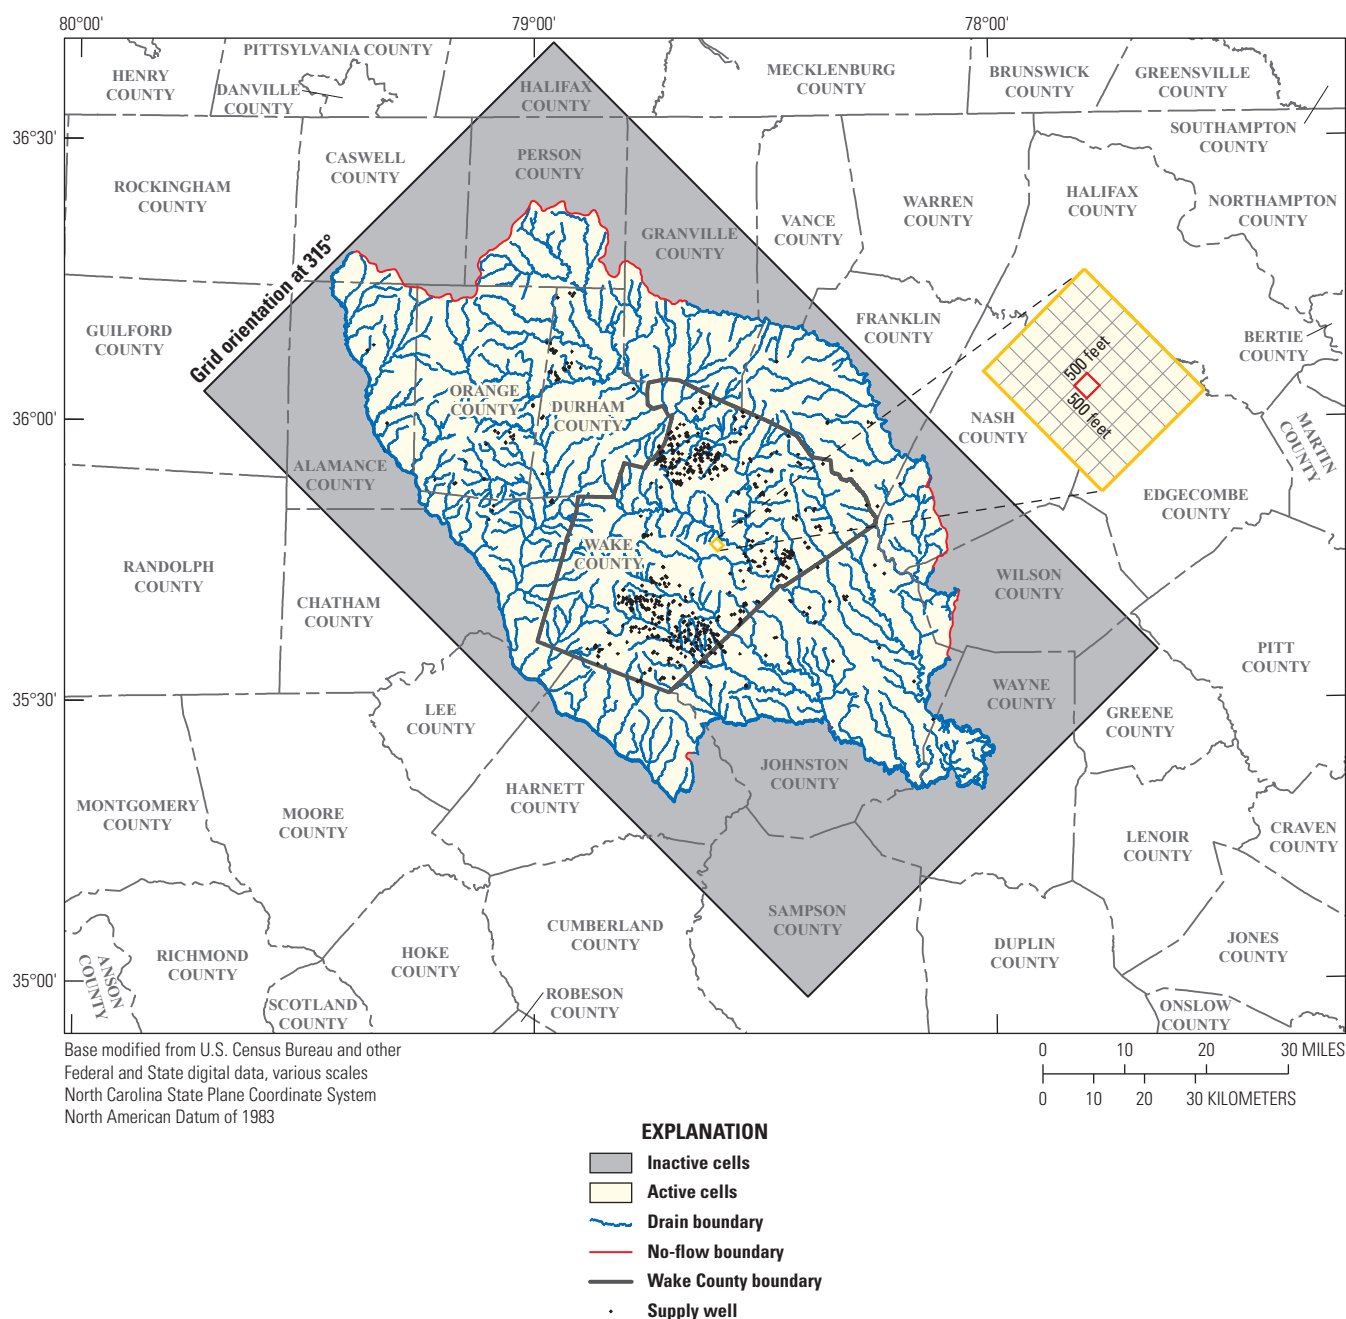 80°00'
79°00'
78°00'
PITTSYLVANIA COUNTY
HENRY
COUNTY
DANVILLE
COUNTY
HALIFAX
COUNTY
MECKLENBURG
COUNTY
BRUNSWICK
COUNTY
GREENSVILLE
COUNTY
36°30'
SOUTHAMPTON
COUNTY
CASWELL
COUNTY
PERSON
COUNTY
ROCKINGHAM
COUNTY
GRANVILLE
COUNTY
VANCE
COUNTY
WARREN
COUNTY
HALIFAX
COUNTY
NORTHAMPTON
COUNTY
Grid orientation at 315°
GUILFORD
COUNTY
FRANKLIN
COUNTY
BERTIE
COUNTY
500 feet
500 feet
ORANGE
COUNTY
DURHAM
COUNTY
36°00'
NASH
COUNTY
MARTIN
COUNTY
ALAMANCE
COUNTY
EDGECOMBE
COUNTY
WAKE
COUNTY
RANDOLPH
COUNTY
WILSON
COUNTY
CHATHAM
COUNTY
PITT
COUNTY
35°30'
WAYNE
COUNTY
LEE
COUNTY
GREENE
COUNTY
JOHNSTON
COUNTY
HARNETT
COUNTY
MONTGOMERY
COUNTY
MOORE
COUNTY
LENOIR
COUNTY
CRAVEN
COUNTY
SAMPSON
COUNTY
CUMBERLAND
COUNTY
RICHMOND
COUNTY
HOKE
COUNTY
DUPLIN
COUNTY
JONES
COUNTY
35°00'
ANSON
COUNTY
SCOTLAND
COUNTY
ROBESON
COUNTY
ONSLOW
COUNTY
Base modified from U.S. Census Bureau and other
Federal and State digital data, various scales
North Carolina State Plane Coordinate System
North American Datum of 1983
0 10 20 30 MILES
0 10 20 30 KILOMETERS
EXPLANATION
Inactive cells
Active cells
Drain boundary
No-flow boundary
Wake County boundary
Supply well